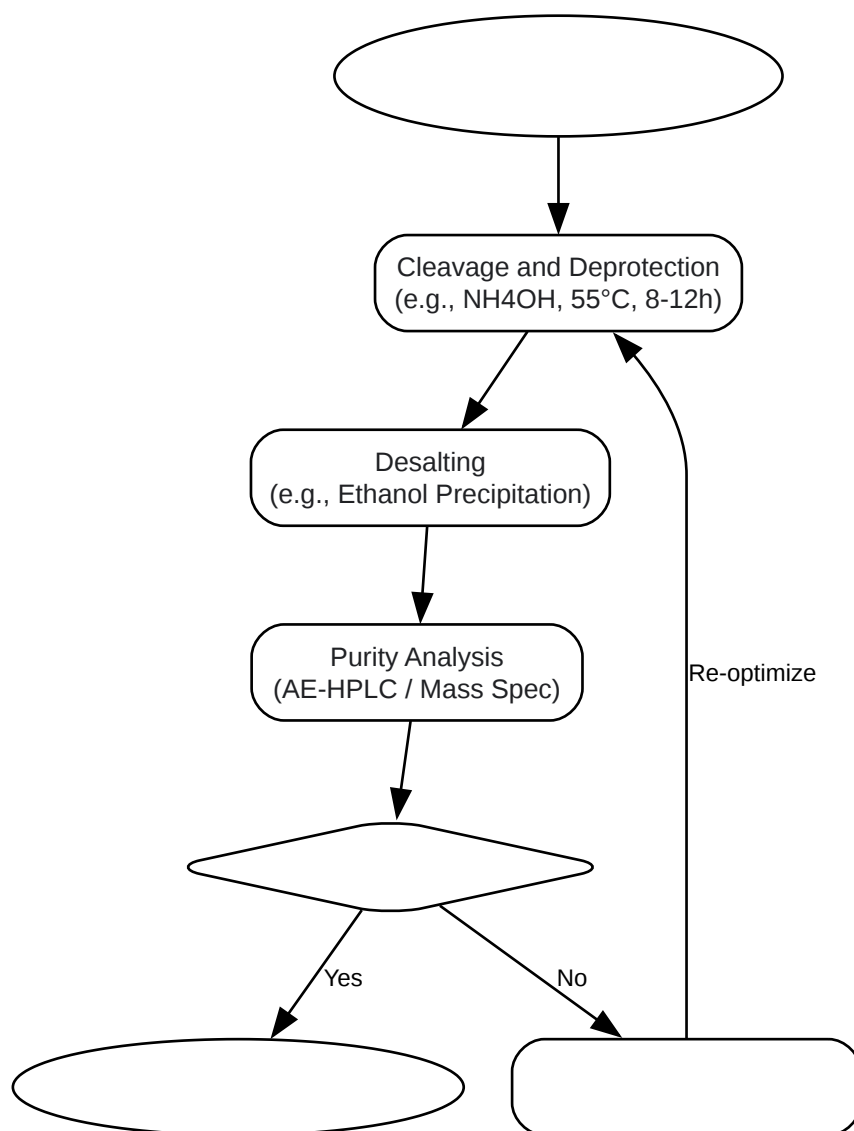 Cleavage and Deprotection
(e.g., NH4OH, 55°C, 8-12h)
Desalting
(e.g., Ethanol Precipitation)
Purity Analysis
(AE-HPLC / Mass Spec)
Re-optimize
Yes
No